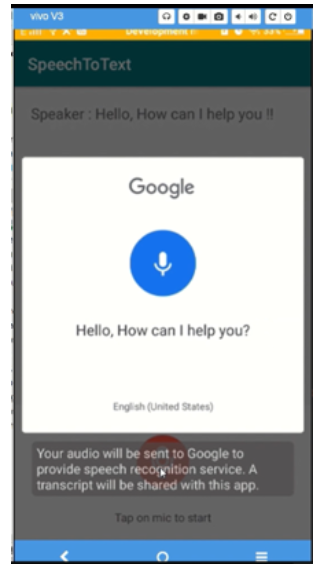 vivo V3
Development
33%
SpeechToText
Speaker : Hello, How can I help you !!
Google
Hello, How can I help you?
English (United States)
Your audio will be sent to Google to
provide speech recognition service. A
transcript will be shared with this app.
Tap on mic to start